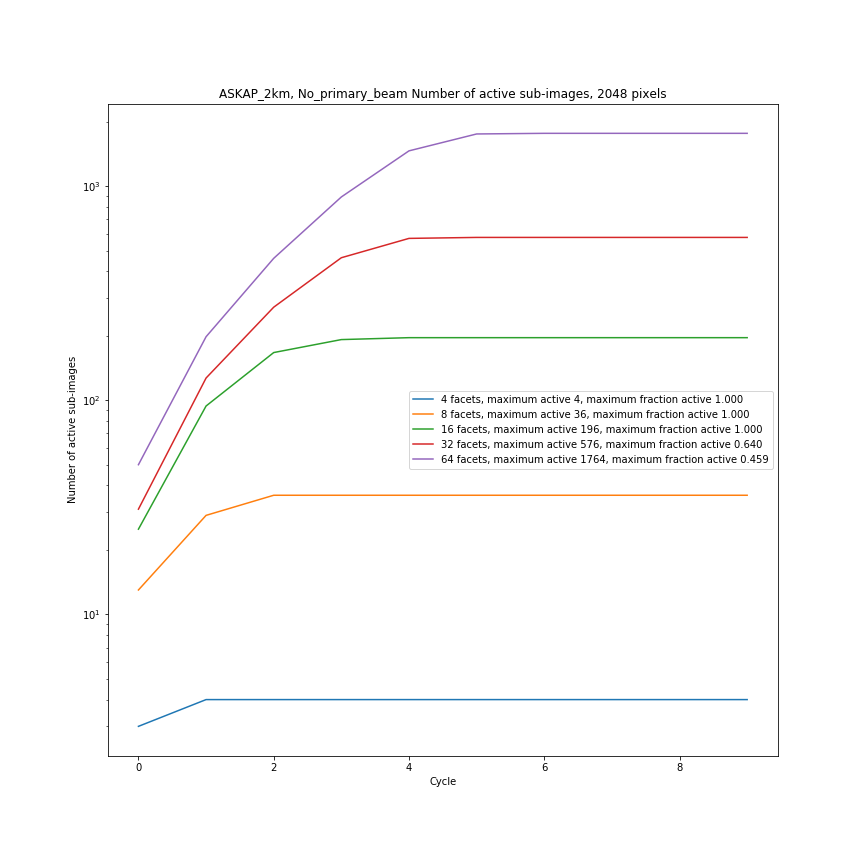 ASKAP_2km, No_primary_beam Number of active sub-images, 2048 pixels
Number of active sub-images
10³
10²
10¹
4 facets, maximum active 4, maximum fraction active 1.000
8 facets, maximum active 36, maximum fraction active 1.000
16 facets, maximum active 196, maximum fraction active 1.000
32 facets, maximum active 576, maximum fraction active 0.640
64 facets, maximum active 1764, maximum fraction active 0.459
0 2 4 6 8
Cycle